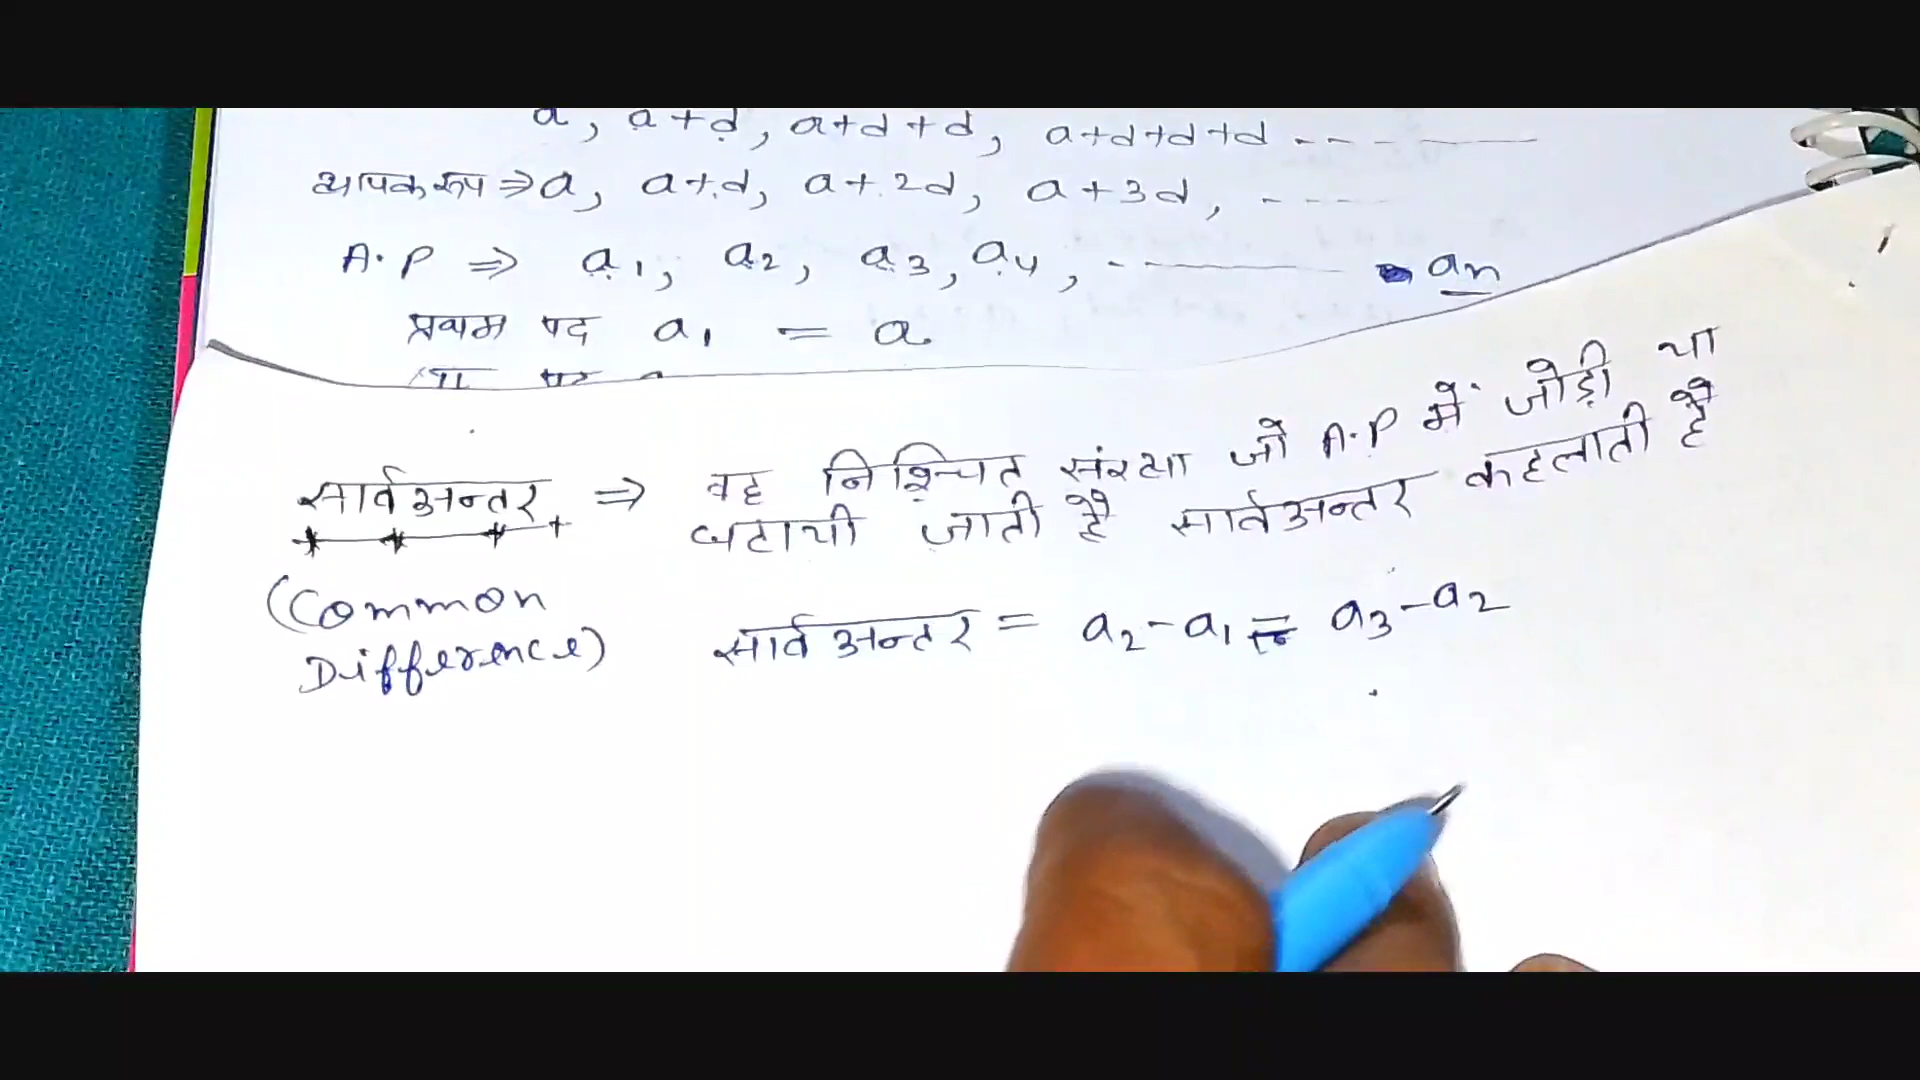 a, a+d, a+d+d, a+d+d+d -----
व्यापक रूप ⇒ a, a+d, a+2d, a+3d, -----
A.P ⇒ a₁, a₂, a₃, a₄, ----- aₙ
प्रथम पद a₁ = a
सार्वअन्तर ⇒ वह निश्चित संख्या जो A.P में जोड़ी या
घटायी जाती है सार्वअन्तर कहलाती है
(Common
Difference)
सार्वअन्तर = a₂-a₁ = a₃-a₂